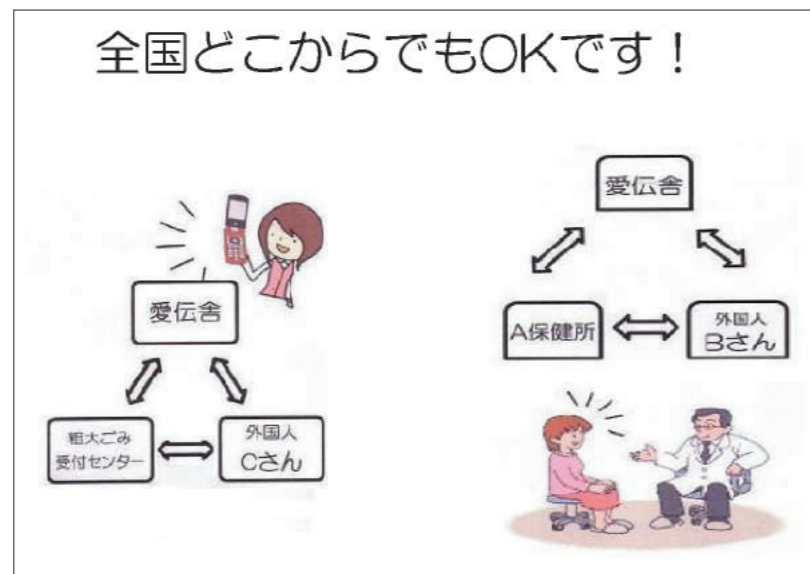 全国どこからでもOKです！
愛伝舎
粗大ごみ
受付センター
外国人
Cさん
愛伝舎
A保健所
外国人
Bさん